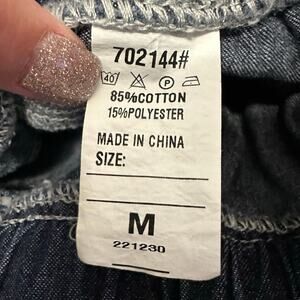 702144#
40 P
85%COTTON
15%POLYESTER
MADE IN CHINA
SIZE:
M
221230